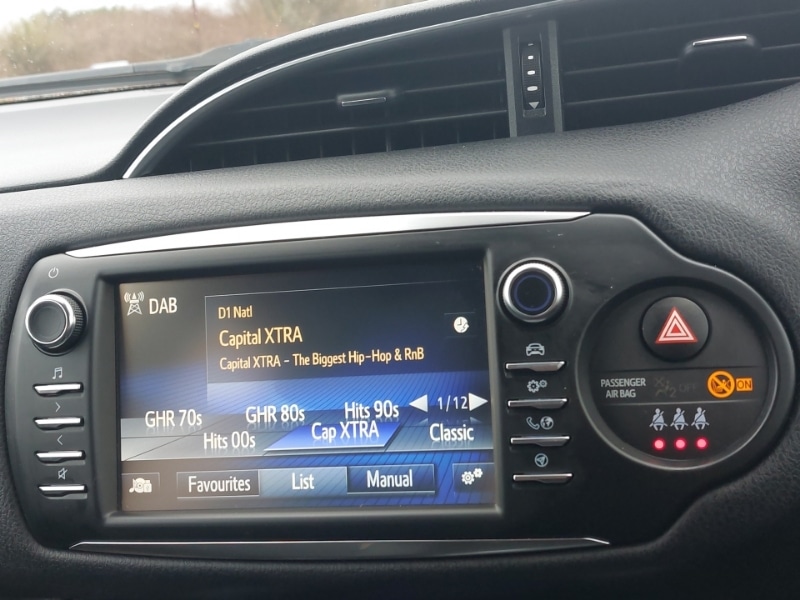 DAB
D1 Natl
Capital XTRA
Capital XTRA - The Biggest Hip-Hop & RnB
GHR 70s GHR 80s Hits 90s 1/12
Hits 00s Cap XTRA Classic
Favourites List Manual
PASSENGER
AIR BAG
OFF
ON